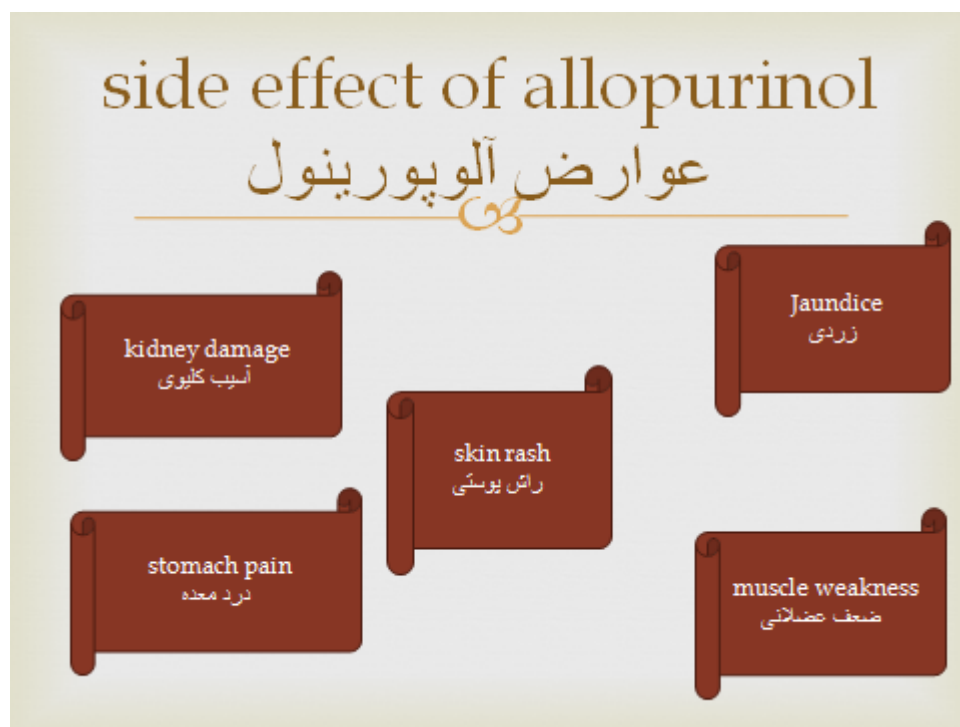 side effect of allopurinol
عوارض آلوپورینول
kidney damage
آسیب کلیوی
Jaundice
زردی
skin rash
راش پوستی
stomach pain
درد معده
muscle weakness
ضعف عضلانی